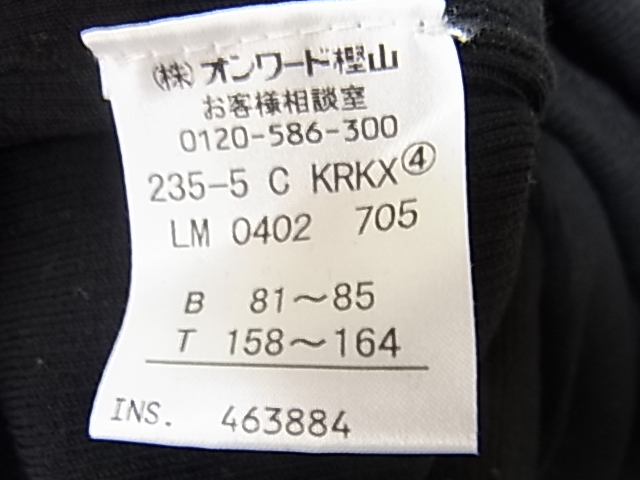 (株)オンワード樫山
お客様相談室
0120-586-300
235-5 C KRKX④
LM 0402 705
B 81～85
T 158～164
INS. 463884